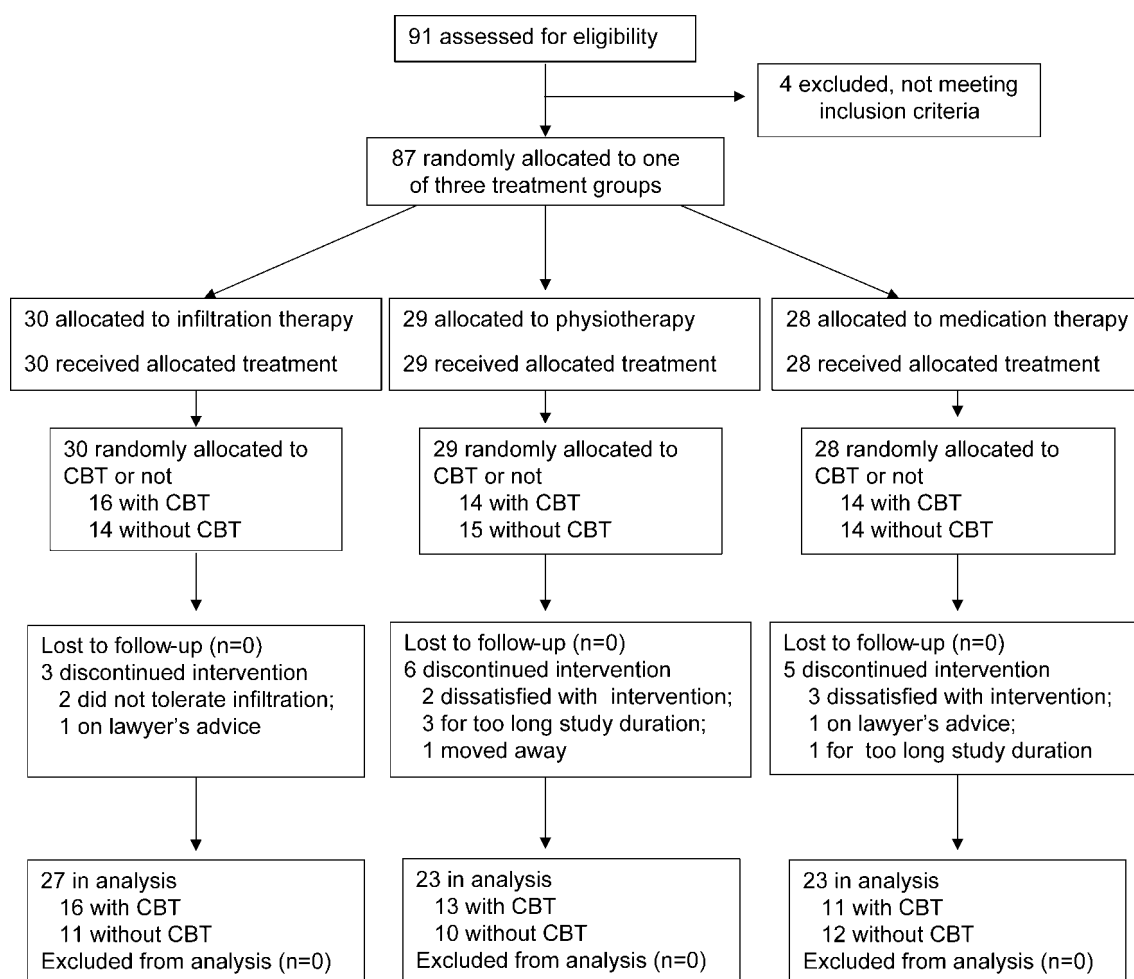 91 assessed for eligibility
4 excluded, not meeting
inclusion criteria
87 randomly allocated to one
of three treatment groups
30 allocated to infiltration therapy
30 received allocated treatment
29 allocated to physiotherapy
29 received allocated treatment
28 allocated to medication therapy
28 received allocated treatment
30 randomly allocated to
CBT or not
16 with CBT
14 without CBT
29 randomly allocated to
CBT or not
14 with CBT
15 without CBT
28 randomly allocated to
CBT or not
14 with CBT
14 without CBT
Lost to follow-up (n=0)
3 discontinued intervention
2 did not tolerate infiltration;
1 on lawyer's advice
Lost to follow-up (n=0)
6 discontinued intervention
2 dissatisfied with intervention;
3 for too long study duration;
1 moved away
Lost to follow-up (n=0)
5 discontinued intervention
3 dissatisfied with intervention;
1 on lawyer's advice;
1 for too long study duration
27 in analysis
16 with CBT
11 without CBT
Excluded from analysis (n=0)
23 in analysis
13 with CBT
10 without CBT
Excluded from analysis (n=0)
23 in analysis
11 with CBT
12 without CBT
Excluded from analysis (n=0)